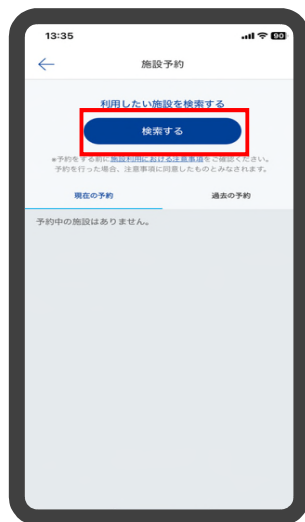 13:35
90
施設予約
利用したい施設を検索する
検索する
※予約をする前に施設利用における注意事項をご確認ください。
予約を行った場合、注意事項に同意したものとみなされます。
現在の予約 過去の予約
予約中の施設はありません。